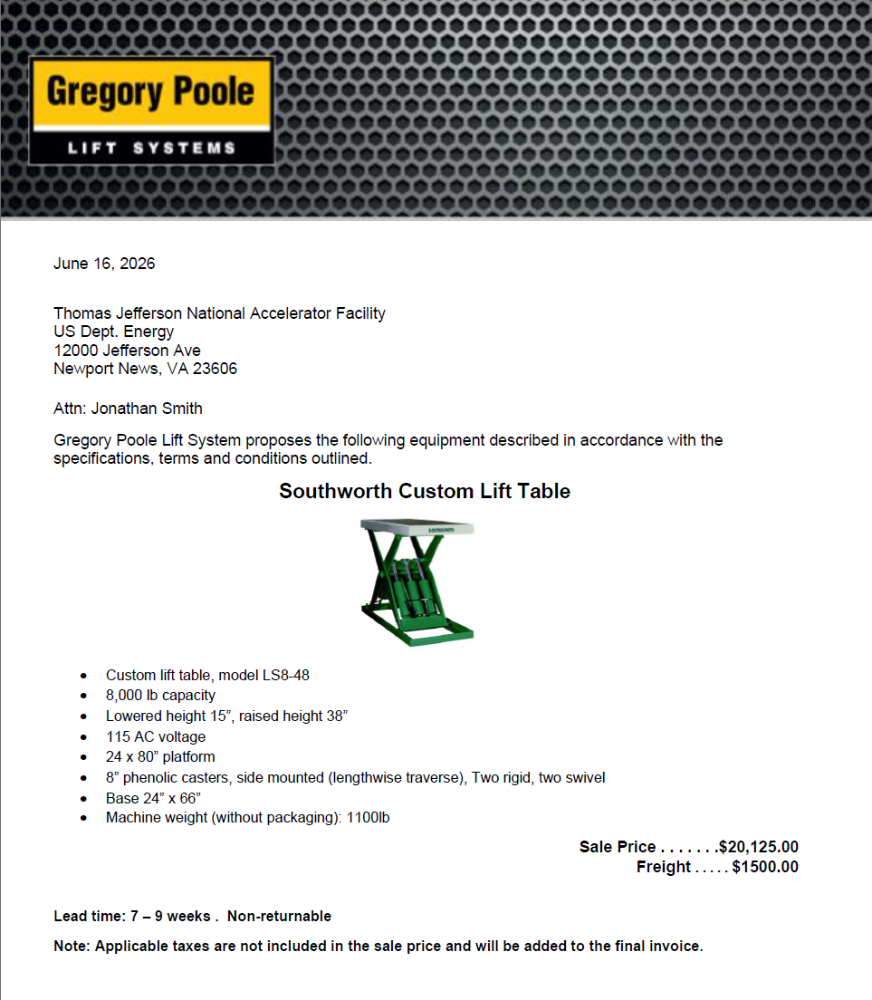 Gregory Poole
LIFT SYSTEMS
June 16, 2026
Thomas Jefferson National Accelerator Facility
US Dept. Energy
12000 Jefferson Ave
Newport News, VA 23606
Attn: Jonathan Smith
Gregory Poole Lift System proposes the following equipment described in accordance with the
specifications, terms and conditions outlined.
Southworth Custom Lift Table
SOUTHWORTH
• Custom lift table, model LS8-48
• 8,000 lb capacity
• Lowered height 15”, raised height 38”
• 115 AC voltage
• 24 x 80” platform
• 8” phenolic casters, side mounted (lengthwise traverse), Two rigid, two swivel
• Base 24” x 66”
• Machine weight (without packaging): 1100lb
Sale Price . . . . . . .$20,125.00
Freight . . . . . $1500.00
Lead time: 7 – 9 weeks . Non-returnable
Note: Applicable taxes are not included in the sale price and will be added to the final invoice.